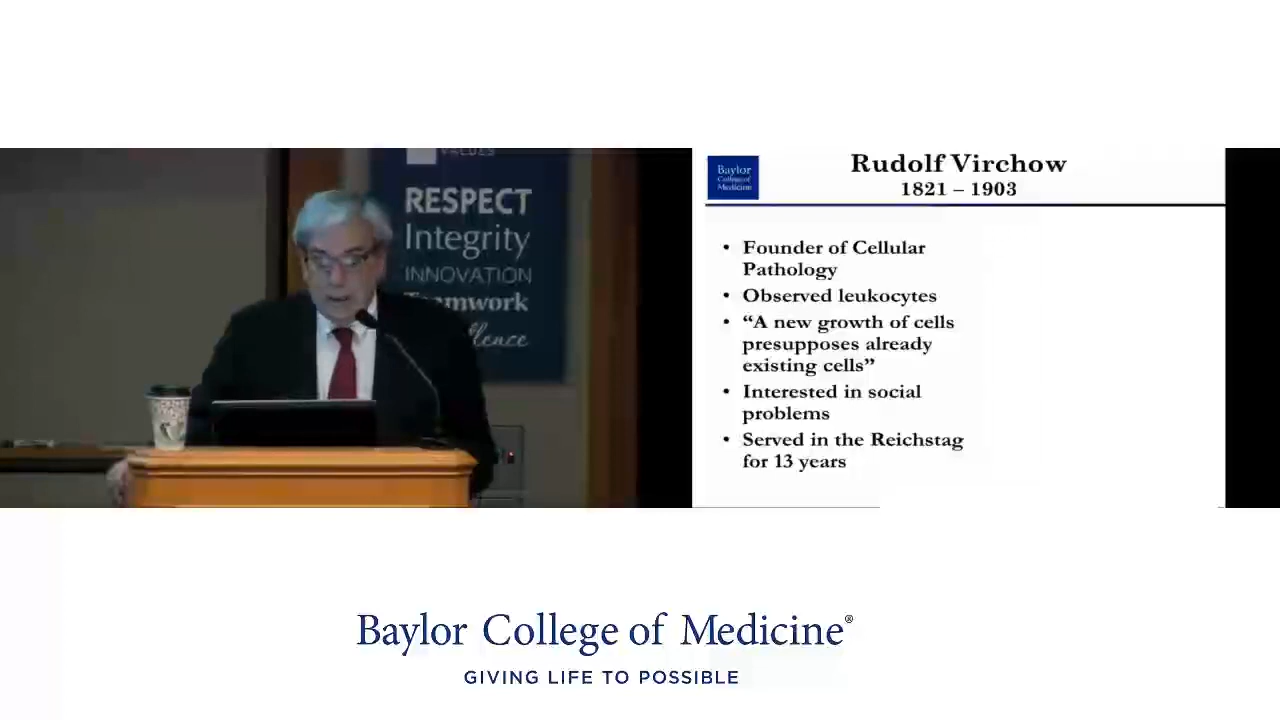 RESPECT
Integrity
INNOVATION
Teamwork
Baylor
College of
Medicine
Rudolf Virchow
1821 – 1903
• Founder of Cellular
Pathology
• Observed leukocytes
• “A new growth of cells
presupposes already
existing cells”
• Interested in social
problems
• Served in the Reichstag
for 13 years
Baylor College of Medicine®
GIVING LIFE TO POSSIBLE